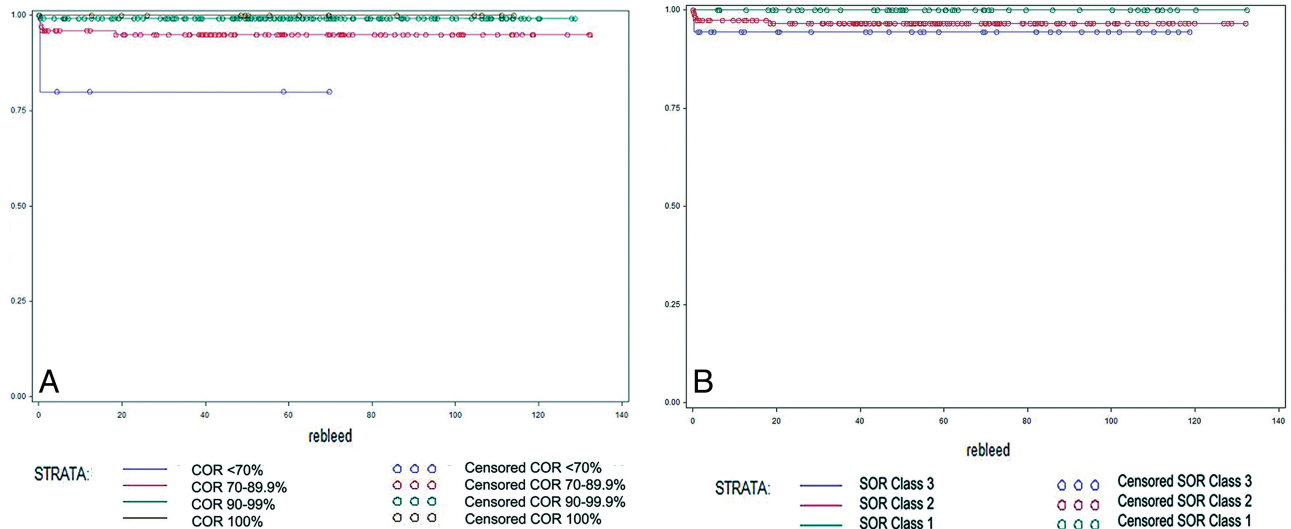 1.00
0.75
0.50
0.25
0.00
A
0 20 40 60 80 100 120 140
rebleed
STRATA:
COR <70% Censored COR <70%
COR 70-89.9% Censored COR 70-89.9%
COR 90-99% Censored COR 90-99.9%
COR 100% Censored COR 100%
1.00
0.75
0.50
0.25
0.00
B
0 20 40 60 80 100 120 140
rebleed
STRATA:
SOR Class 3 Censored SOR Class 3
SOR Class 2 Censored SOR Class 2
SOR Class 1 Censored SOR Class 1